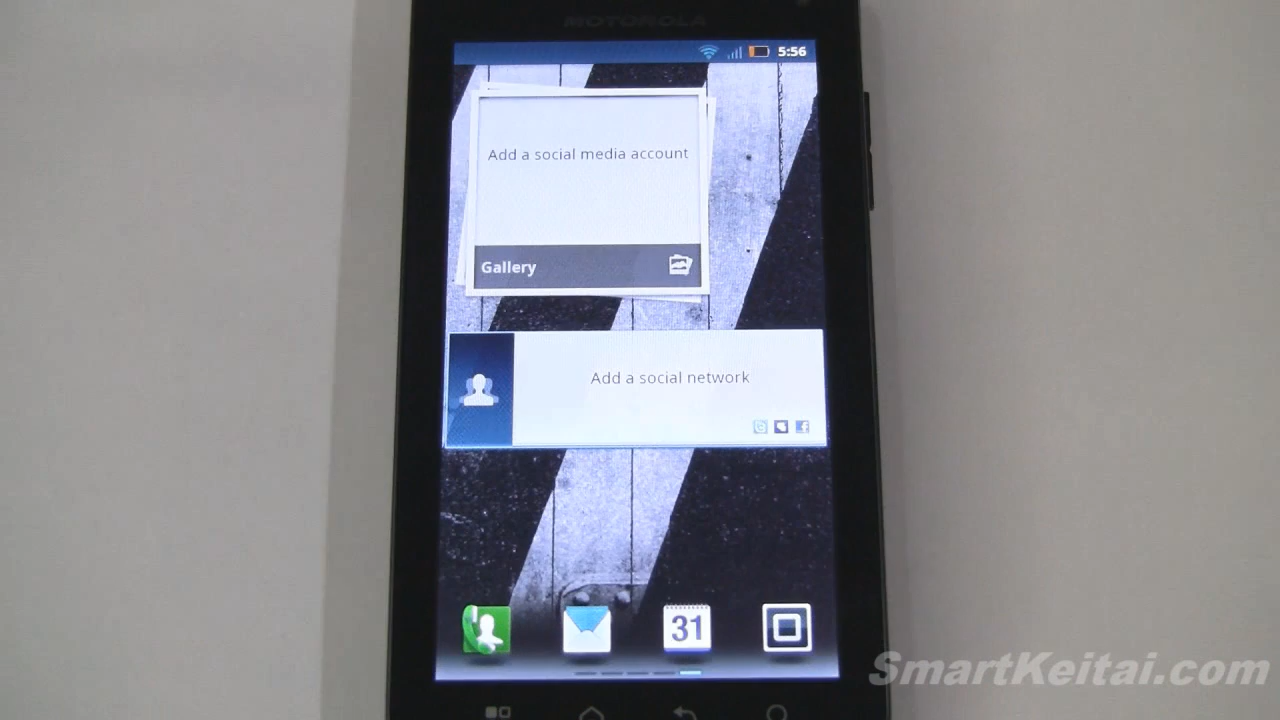 MOTOROLA
5:56
Add a social media account
Gallery
Add a social network
31
SmartKeitai.com